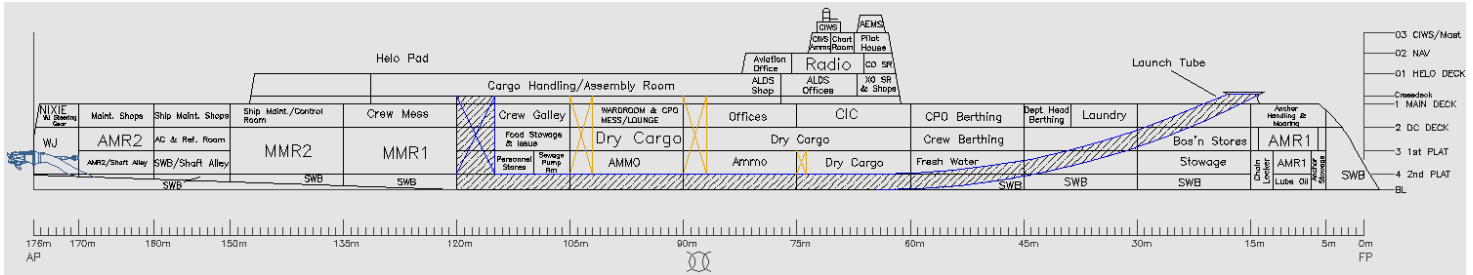 CIWS
AEMS
CIWS Ammo
Chart Room
Pilot House
03 CIWS/Mast
Helo Pad
Aviation Office
Radio
CO SR
02 NAV
Launch Tube
Cargo Handling/Assembly Room
ALDS Shop
ALDS Offices
XO SR & Shops
01 HELO DECK
Crossdeck
1 MAIN DECK
NIXIE
WJ Steering Gear
Maint. Shops
Ship Maint. Shops
Ship Maint./Control Room
Crew Mess
Crew Galley
WARDROOM & CPO MESS/LOUNGE
Offices
CIC
CPO Berthing
Dept. Head Berthing
Laundry
Anchor Handling & Mooring
2 DC DECK
WJ
AMR2
AC & Ref. Room
MMR2
MMR1
Food Stowage & Issue
Dry Cargo
Dry Cargo
Crew Berthing
Bos'n Stores
AMR1
3 1st PLAT
AMR2/Shaft Alley
SWB/Shaft Alley
Personnel Stores
Sewage Pump Rm
AMMO
Ammo
Dry Cargo
Fresh Water
Stowage
Chain Locker
AMR1
Anchor Stowage
SWB
4 2nd PLAT
SWB
SWB
SWB
SWB
SWB
SWB
Lube Oil
BL
176m
170m
160m
150m
135m
120m
105m
90m
75m
60m
45m
30m
15m
5m
0m
AP
FP